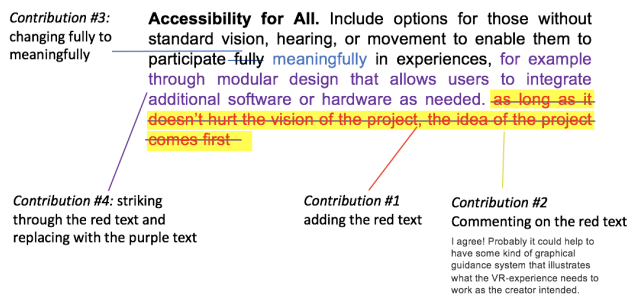 Contribution #3:
changing fully to
meaningfully
Accessibility for All. Include options for those without
standard vision, hearing, or movement to enable them to
participate fully meaningfully in experiences, for example
through modular design that allows users to integrate
additional software or hardware as needed. as long as it
doesn't hurt the vision of the project, the idea of the project
comes first
Contribution #4: striking
through the red text and
replacing with the purple text
Contribution #1
adding the red text
Contribution #2
Commenting on the red text
I agree! Probably it could help to
have some kind of graphical
guidance system that illustrates
what the VR-experience needs to
work as the creator intended.